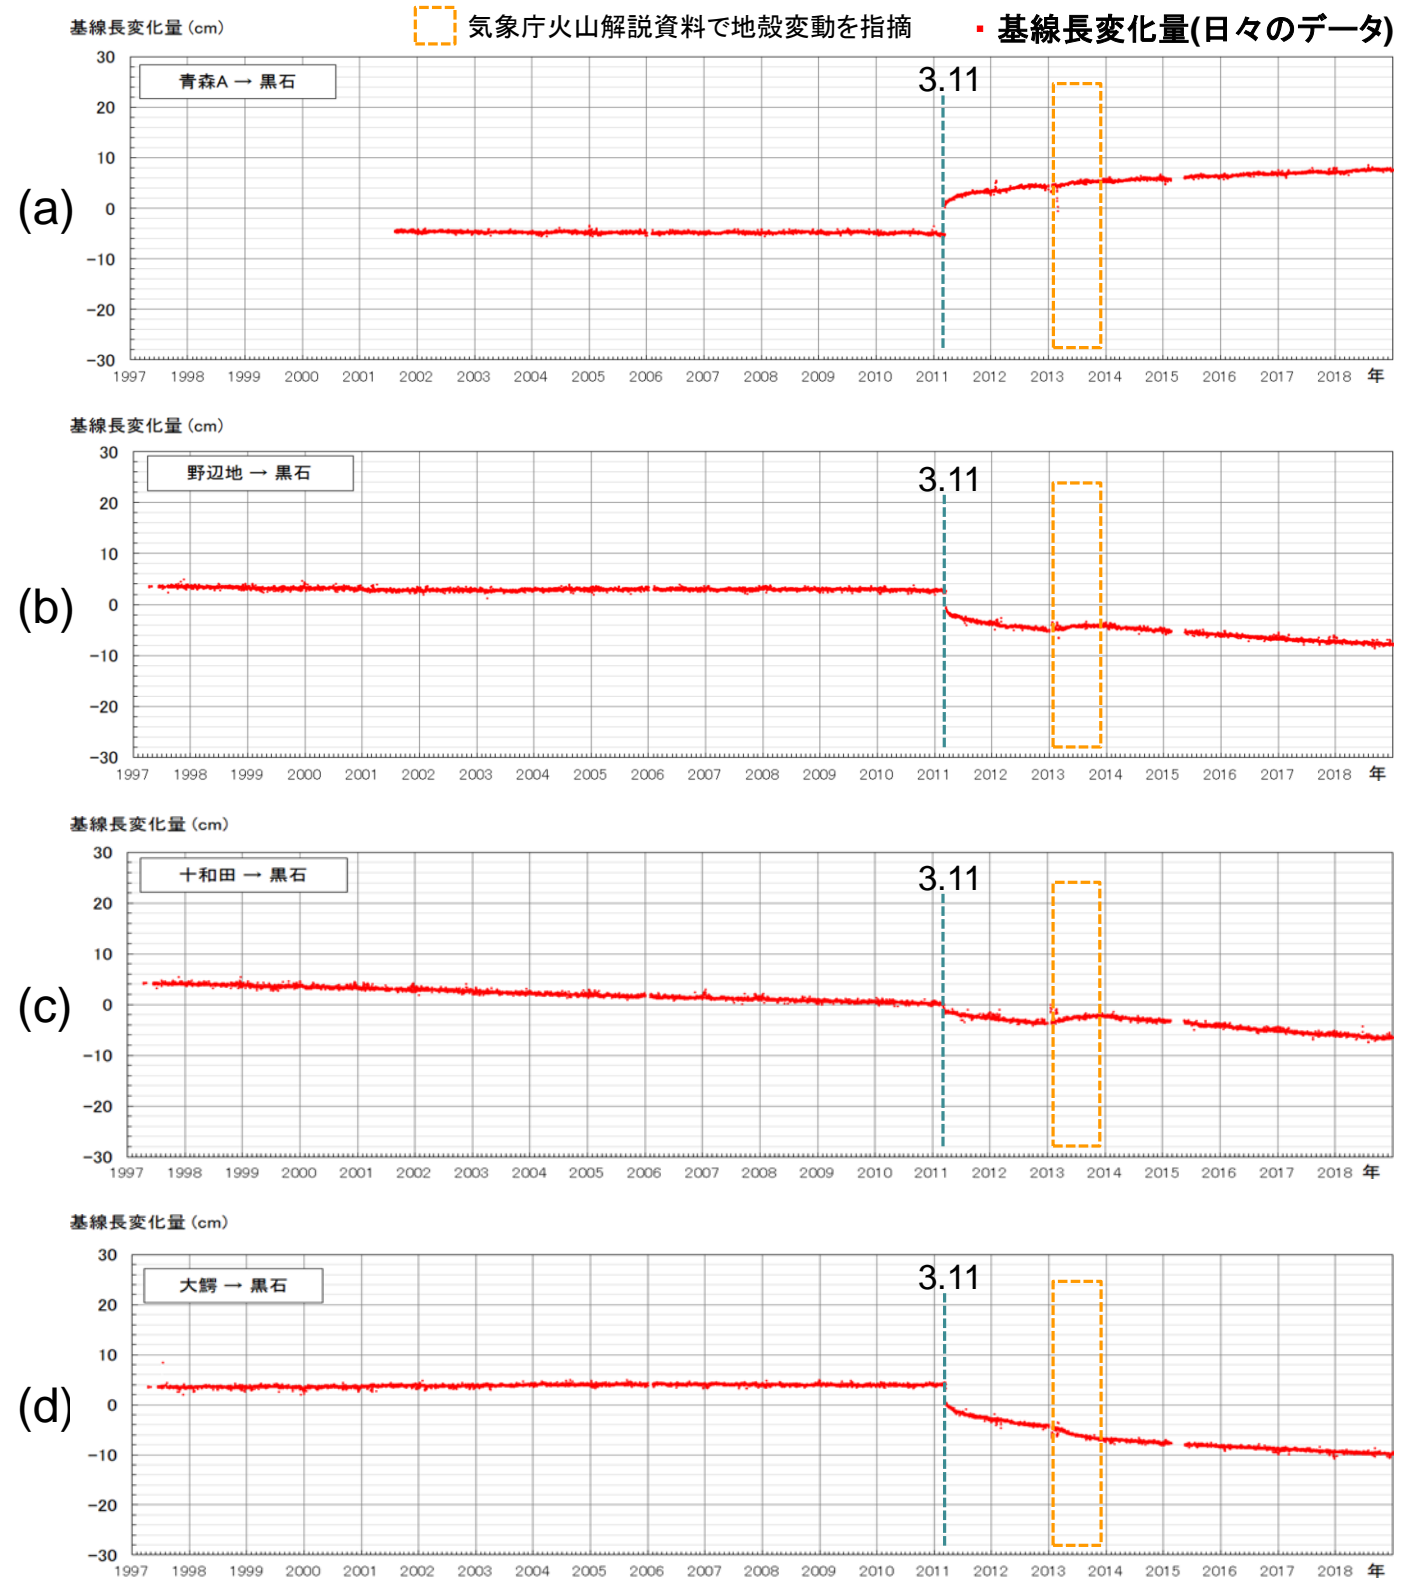 基線長変化量(cm)
気象庁火山解説資料で地殻変動を指摘
基線長変化量(日々のデータ)
(a)
青森A → 黒石
3.11
30
20
10
0
-10
-20
-30
1997 1998 1999 2000 2001 2002 2003 2004 2005 2006 2007 2008 2009 2010 2011 2012 2013 2014 2015 2016 2017 2018 年
基線長変化量(cm)
(b)
野辺地 → 黒石
3.11
30
20
10
0
-10
-20
-30
1997 1998 1999 2000 2001 2002 2003 2004 2005 2006 2007 2008 2009 2010 2011 2012 2013 2014 2015 2016 2017 2018 年
基線長変化量(cm)
(c)
十和田 → 黒石
3.11
30
20
10
0
-10
-20
-30
1997 1998 1999 2000 2001 2002 2003 2004 2005 2006 2007 2008 2009 2010 2011 2012 2013 2014 2015 2016 2017 2018 年
基線長変化量(cm)
(d)
大鰐 → 黒石
3.11
30
20
10
0
-10
-20
-30
1997 1998 1999 2000 2001 2002 2003 2004 2005 2006 2007 2008 2009 2010 2011 2012 2013 2014 2015 2016 2017 2018 年